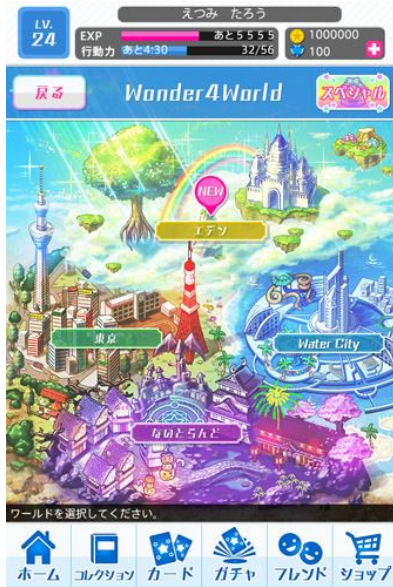 えつみ たろう
LV.
24
EXP
あと5555
行動力 あと4:30
32/56
1000000
100
戻る
Wonder4World
スペシャル
NEW
エデン
東京
Water City
ないとらんど
ワールドを選択してください。
ホーム
コレクション
カード
ガチャ
フレンド
ショップ